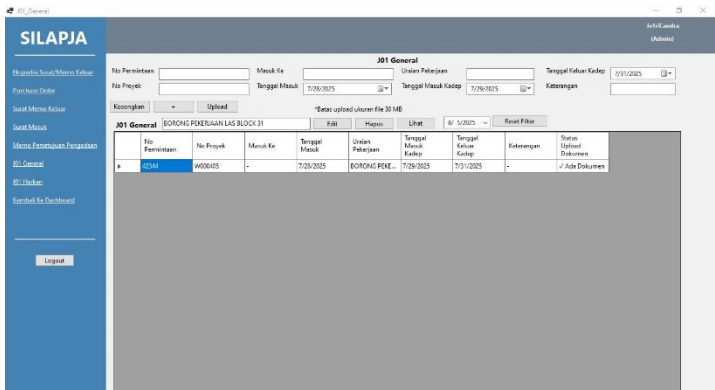 J01_General
SILAPJA
JefriCandra
(Admin)
Ekspedisi Surat/Memo Keluar
Purchase Order
Surat Memo Keluar
Surat Masuk
Memo Persetujuan Pengadaan
J01 General
J01 Harkan
Kembali Ke Dashboard
Logout
J01 General
No Permintaan
Masuk Ke
Uraian Pekerjaan
Tanggal Keluar Kadep
7/31/2025
No Proyek
Tanggal Masuk
7/28/2025
Tanggal Masuk Kadep
7/29/2025
Keterangan
Kosongkan
Upload
*Batas upload ukuran file 30 MB
J01 General
BORONG PEKERJAAN LAS BLOCK 31
Edit
Hapus
Lihat
8/ 5/2025
Reset Filter
No Permintaan
No Proyek
Masuk Ke
Tanggal Masuk
Uraian Pekerjaan
Tanggal Masuk Kadep
Tanggal Keluar Kadep
Keterangan
Status Upload Dokumen
42344
W000405
-
7/28/2025
BORONG PEKE...
7/29/2025
7/31/2025
-
✓ Ada Dokumen